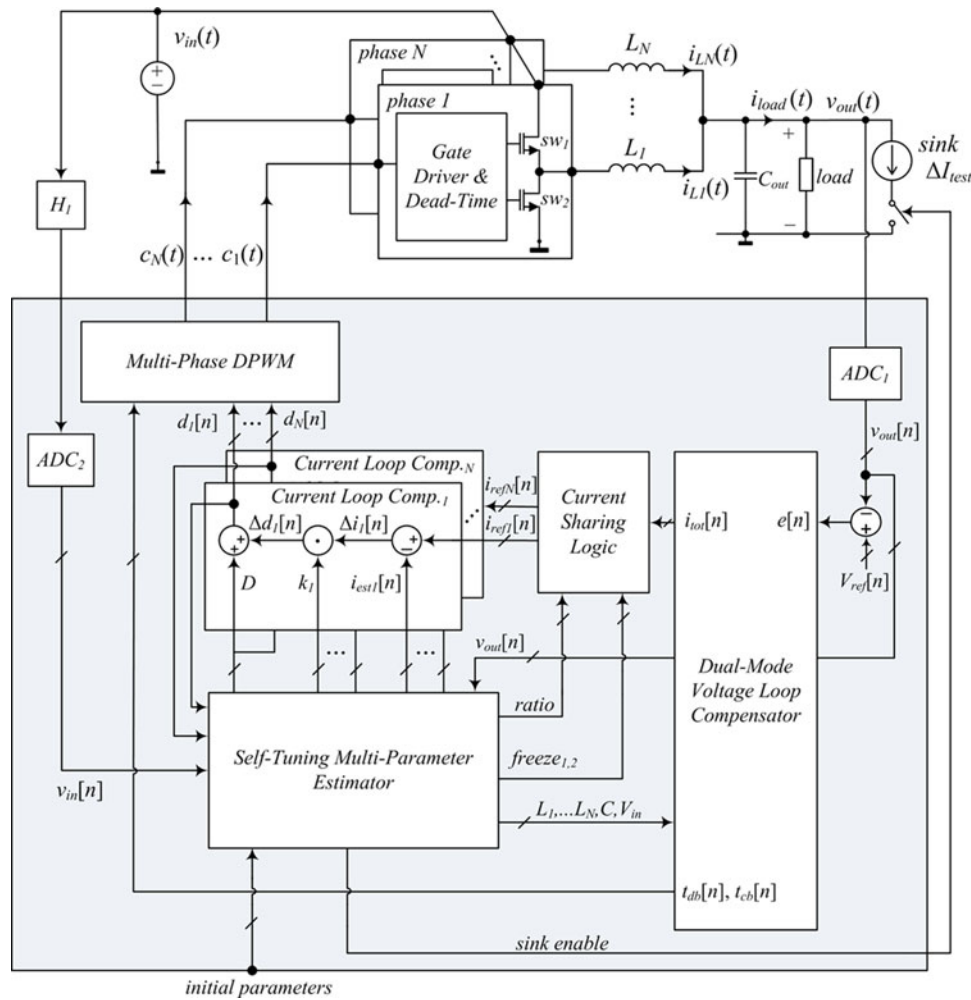 v_in(t)
phase N
phase 1
Gate
Driver &
Dead-Time
sw_1
sw_2
L_N
i_LN(t)
L_1
i_L1(t)
i_load(t)
v_out(t)
+
C_out
load
−
sink
ΔI_test
H_1
c_N(t) ... c_1(t)
Multi-Phase DPWM
ADC_1
ADC_2
d_1[n] ... d_N[n]
v_out[n]
Current Loop Comp._N
Current Loop Comp._1
Δd_1[n]
Δi_1[n]
D
k_1
i_est1[n]
i_refN[n]
i_ref1[n]
Current
Sharing
Logic
i_tot[n]
e[n]
V_ref[n]
v_out[n]
Dual-Mode
Voltage Loop
Compensator
ratio
Self-Tuning Multi-Parameter
Estimator
freeze_1,2
v_in[n]
L_1,...L_N,C,V_in
t_db[n], t_cb[n]
sink enable
initial parameters